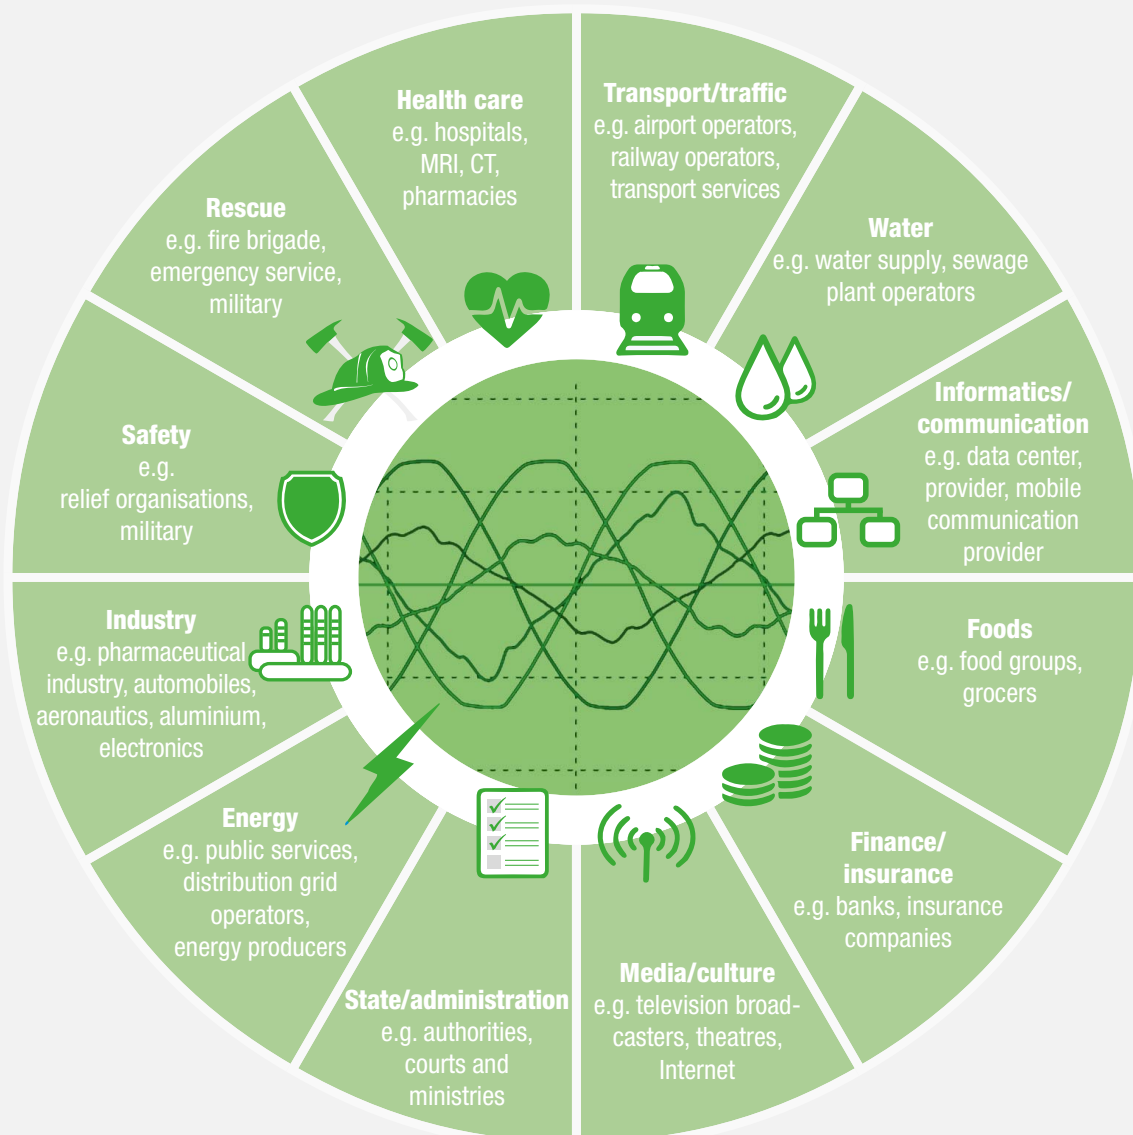 Health care
e.g. hospitals,
MRI, CT,
pharmacies
Transport/traffic
e.g. airport operators,
railway operators,
transport services
Water
e.g. water supply, sewage
plant operators
Informatics/
communication
e.g. data center,
provider, mobile
communication
provider
Foods
e.g. food groups,
grocers
Finance/
insurance
e.g. banks, insurance
companies
Media/culture
e.g. television broad-
casters, theatres,
Internet
State/administration
e.g. authorities,
courts and
ministries
Energy
e.g. public services,
distribution grid
operators,
energy producers
Industry
e.g. pharmaceutical
industry, automobiles,
aeronautics, aluminium,
electronics
Safety
e.g.
relief organisations,
military
Rescue
e.g. fire brigade,
emergency service,
military